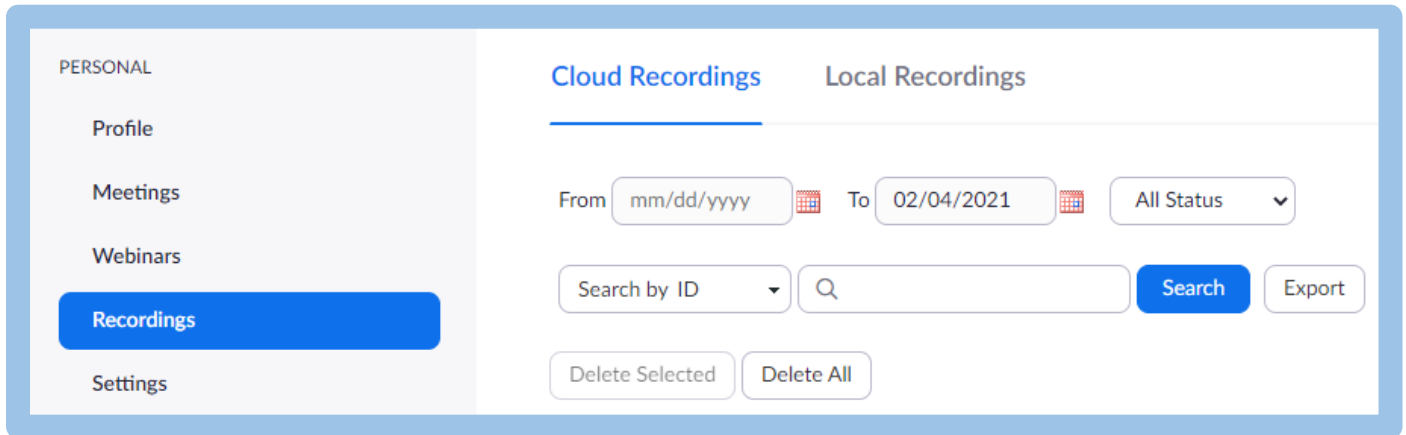 PERSONAL
Profile
Meetings
Webinars
Recordings
Settings
Cloud Recordings Local Recordings
From mm/dd/yyyy To 02/04/2021 All Status
Search by ID Search Export
Delete Selected Delete All